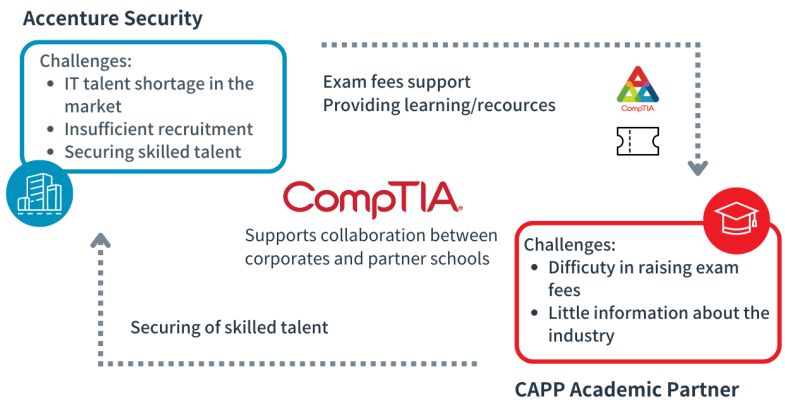 Accenture Security
Challenges:
• IT talent shortage in the
market
• Insufficient recruitment
• Securing skilled talent
Exam fees support
Providing learning/recources
CompTIA
CompTIA.
Supports collaboration between
corporates and partner schools
Challenges:
• Difficuty in raising exam
fees
• Little information about the
industry
Securing of skilled talent
CAPP Academic Partner